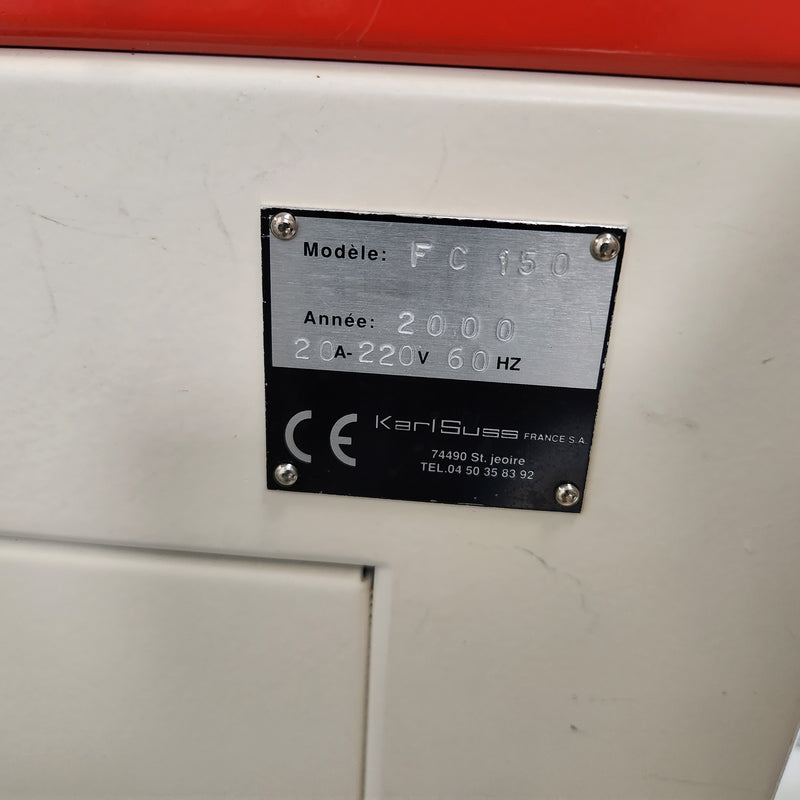 Modèle: FC 150
Année: 2000
20A-220V 60HZ
CE KarlSuss FRANCE S.A.
74490 St. jeoire
TEL.04 50 35 83 92